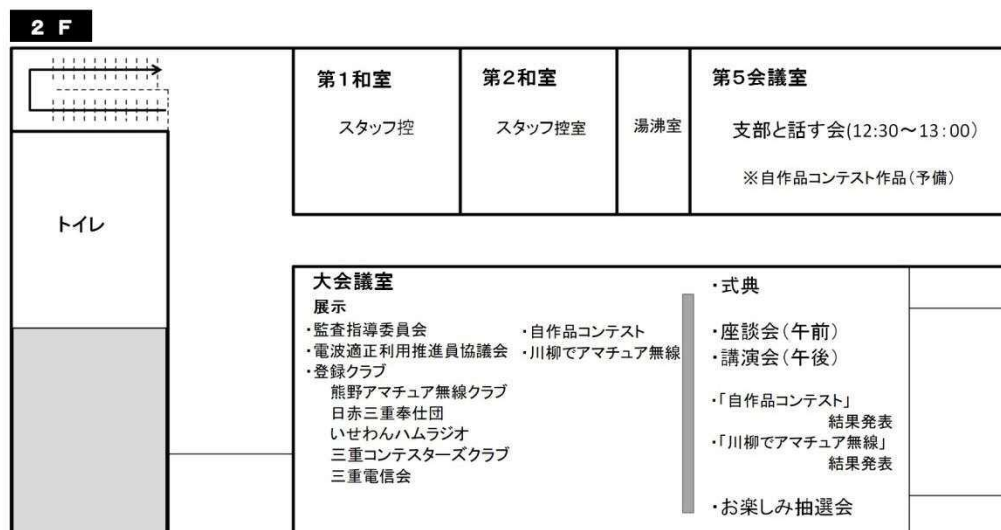 2 F
第1和室
スタッフ控
第2和室
スタッフ控室
湯沸室
第5会議室
支部と話す会(12:30～13:00)
※自作品コンテスト作品(予備)
トイレ
大会議室
展示
・監査指導委員会
・電波適正利用推進員協議会
・登録クラブ
熊野アマチュア無線クラブ
日赤三重奉仕団
いせわんハムラジオ
三重コンテスターズクラブ
三重電信会
・自作品コンテスト
・川柳でアマチュア無線
・式典
・座談会(午前)
・講演会(午後)
・「自作品コンテスト」
結果発表
・「川柳でアマチュア無線」
結果発表
・お楽しみ抽選会